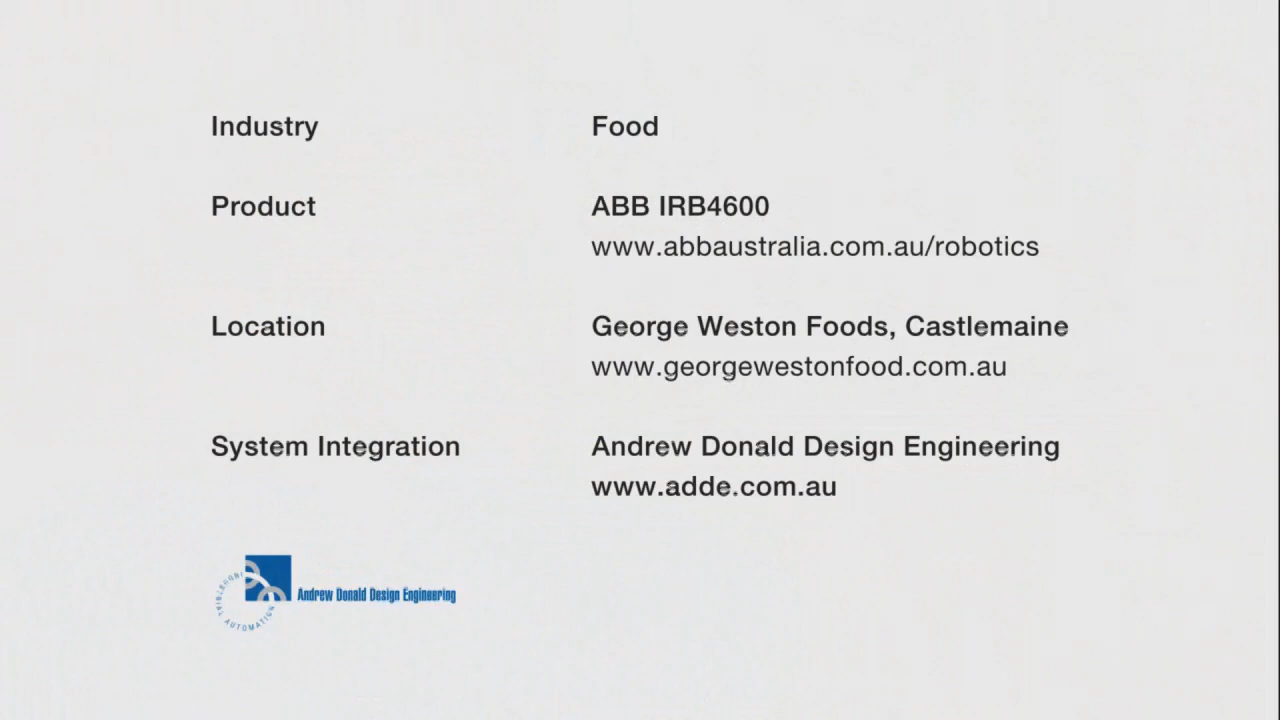 Industry Food
Product ABB IRB4600
www.abbaustralia.com.au/robotics
Location George Weston Foods, Castlemaine
www.georgewestonfood.com.au
System Integration Andrew Donald Design Engineering
www.adde.com.au
INDUSTRIAL AUTOMATION
Andrew Donald Design Engineering